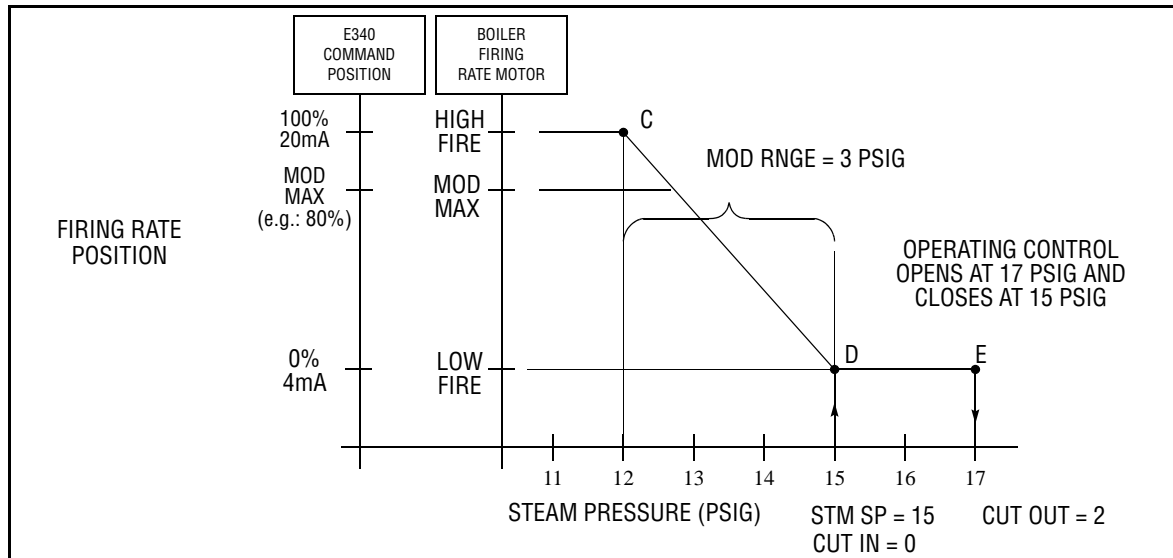 E340
COMMAND
POSITION
BOILER
FIRING
RATE MOTOR
100%
20mA
HIGH
FIRE
C
MOD RNGE = 3 PSIG
MOD
MAX
(e.g.: 80%)
MOD
MAX
FIRING RATE
POSITION
OPERATING CONTROL
OPENS AT 17 PSIG AND
CLOSES AT 15 PSIG
0%
4mA
LOW
FIRE
D
E
11
12
13
14
15
16
17
STEAM PRESSURE (PSIG)
STM SP = 15
CUT IN = 0
CUT OUT = 2